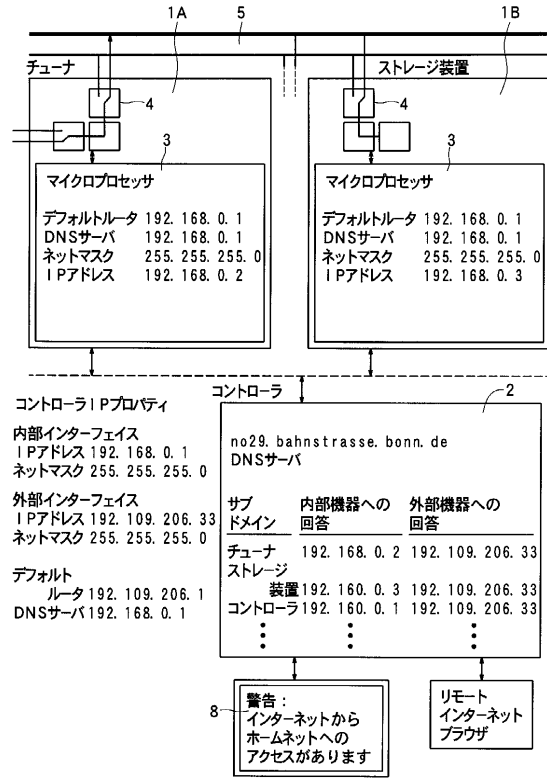 1A
5
1B
チューナ
ストレージ装置
4
4
3
3
マイクロプロセッサ
デフォルトルータ 192.168.0.1
DNSサーバ 192.168.0.1
ネットマスク 255.255.255.0
IPアドレス 192.168.0.2
マイクロプロセッサ
デフォルトルータ 192.168.0.1
DNSサーバ 192.168.0.1
ネットマスク 255.255.255.0
IPアドレス 192.168.0.3
コントローラIPプロパティ
内部インターフェイス
IPアドレス 192.168.0.1
ネットマスク 255.255.255.0
外部インターフェイス
IPアドレス 192.109.206.33
ネットマスク 255.255.255.0
デフォルト
ルータ 192.109.206.1
DNSサーバ 192.168.0.1
コントローラ
2
no29.bahnstrasse.bonn.de
DNSサーバ
サブ 内部機器への 外部機器への
ドメイン 回答 回答
チューナ 192.168.0.2 192.109.206.33
ストレージ
装置 192.160.0.3 192.109.206.33
コントローラ 192.160.0.1 192.109.206.33
8
警告:
インターネットから
ホームネットへの
アクセスがあります
リモート
インターネット
ブラウザ